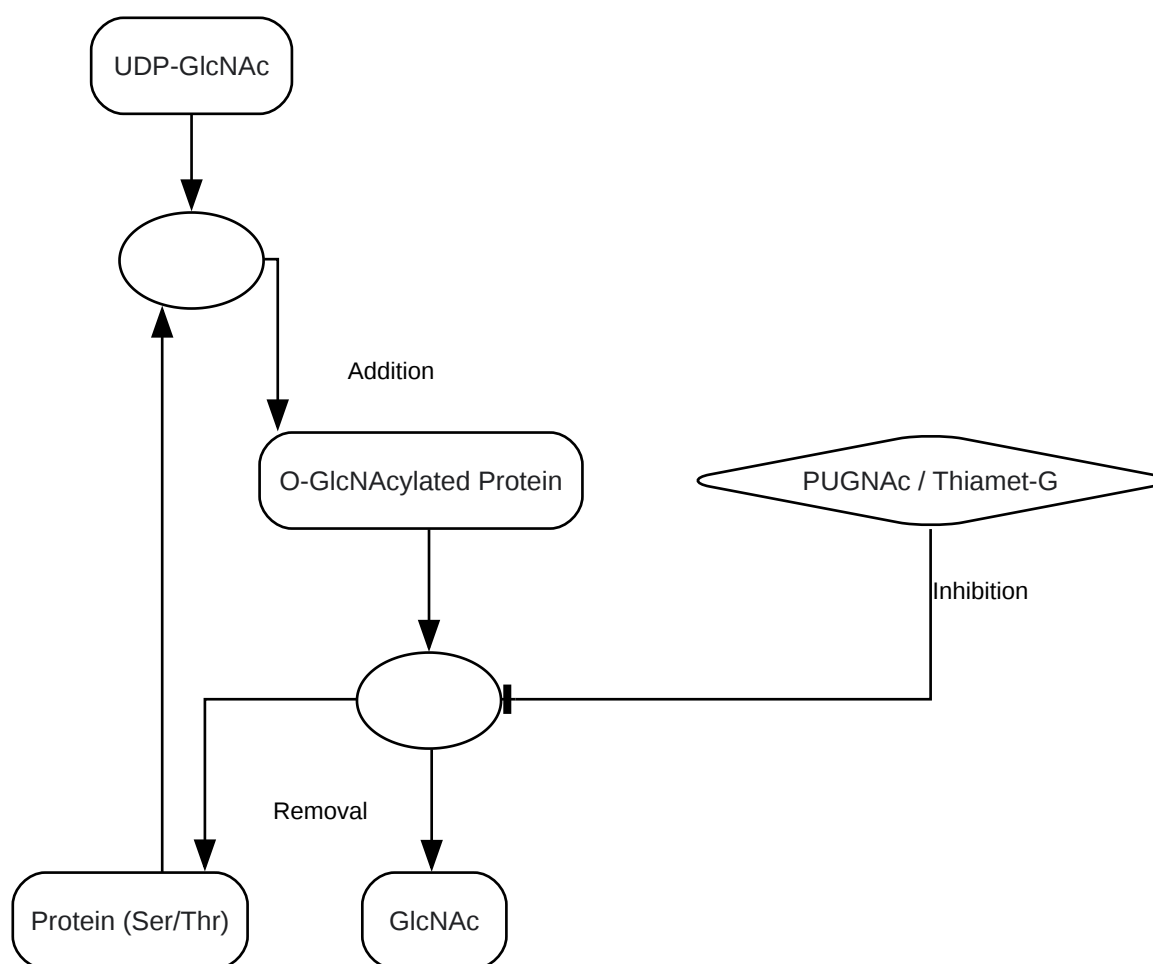 UDP-GlcNAc
Addition
O-GlcNAcylated Protein
PUGNAc / Thiamet-G
Inhibition
Removal
Protein (Ser/Thr)
GlcNAc